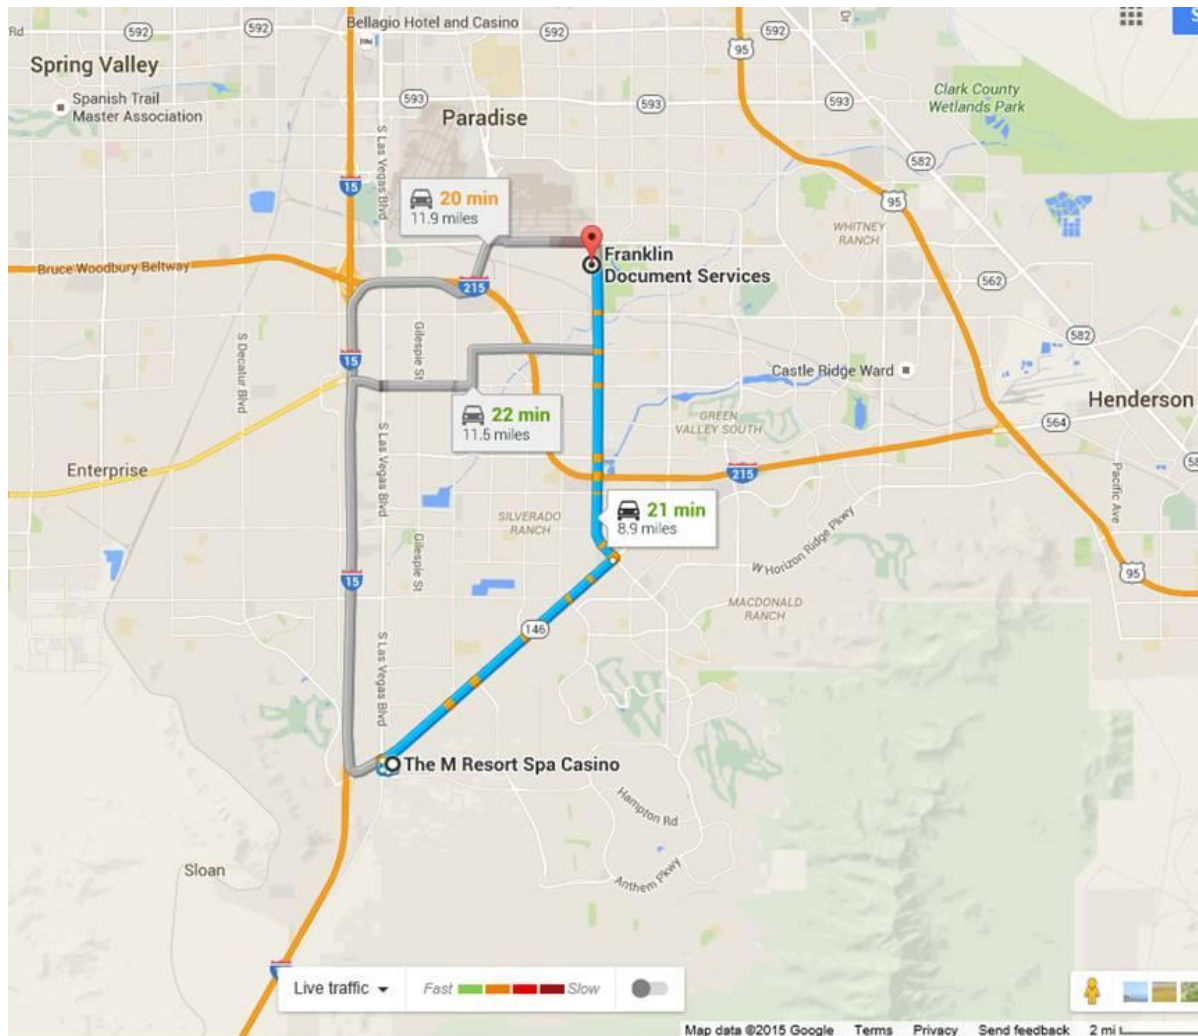 Rd
592
592
Bellagio Hotel and Casino
592
592
Dr
95
592
Spring Valley
Spanish Trail
Master Association
593
593
593
Clark County
Wetlands Park
Paradise
S Las Vegas Blvd
582
15
20 min
11.9 miles
95
WHITNEY
RANCH
Franklin
Document Services
Bruce Woodbury Beltway
215
562
S Decatur Blvd
Gilespie St
582
15
Castle Ridge Ward
Henderson
22 min
11.5 miles
GREEN
VALLEY SOUTH
564
S Las Vegas Blvd
Enterprise
215
Pacific Ave
21 min
8.9 miles
SILVERADO
RANCH
Gilespie St
W Horizon Ridge Pkwy
15
95
MACDONALD
RANCH
146
S Las Vegas Blvd
The M Resort Spa Casino
Hampton Rd
Sloan
Anthem Pkwy
Live traffic
Fast
Slow
Map data ©2015 Google
Terms
Privacy
Send feedback
2 mi